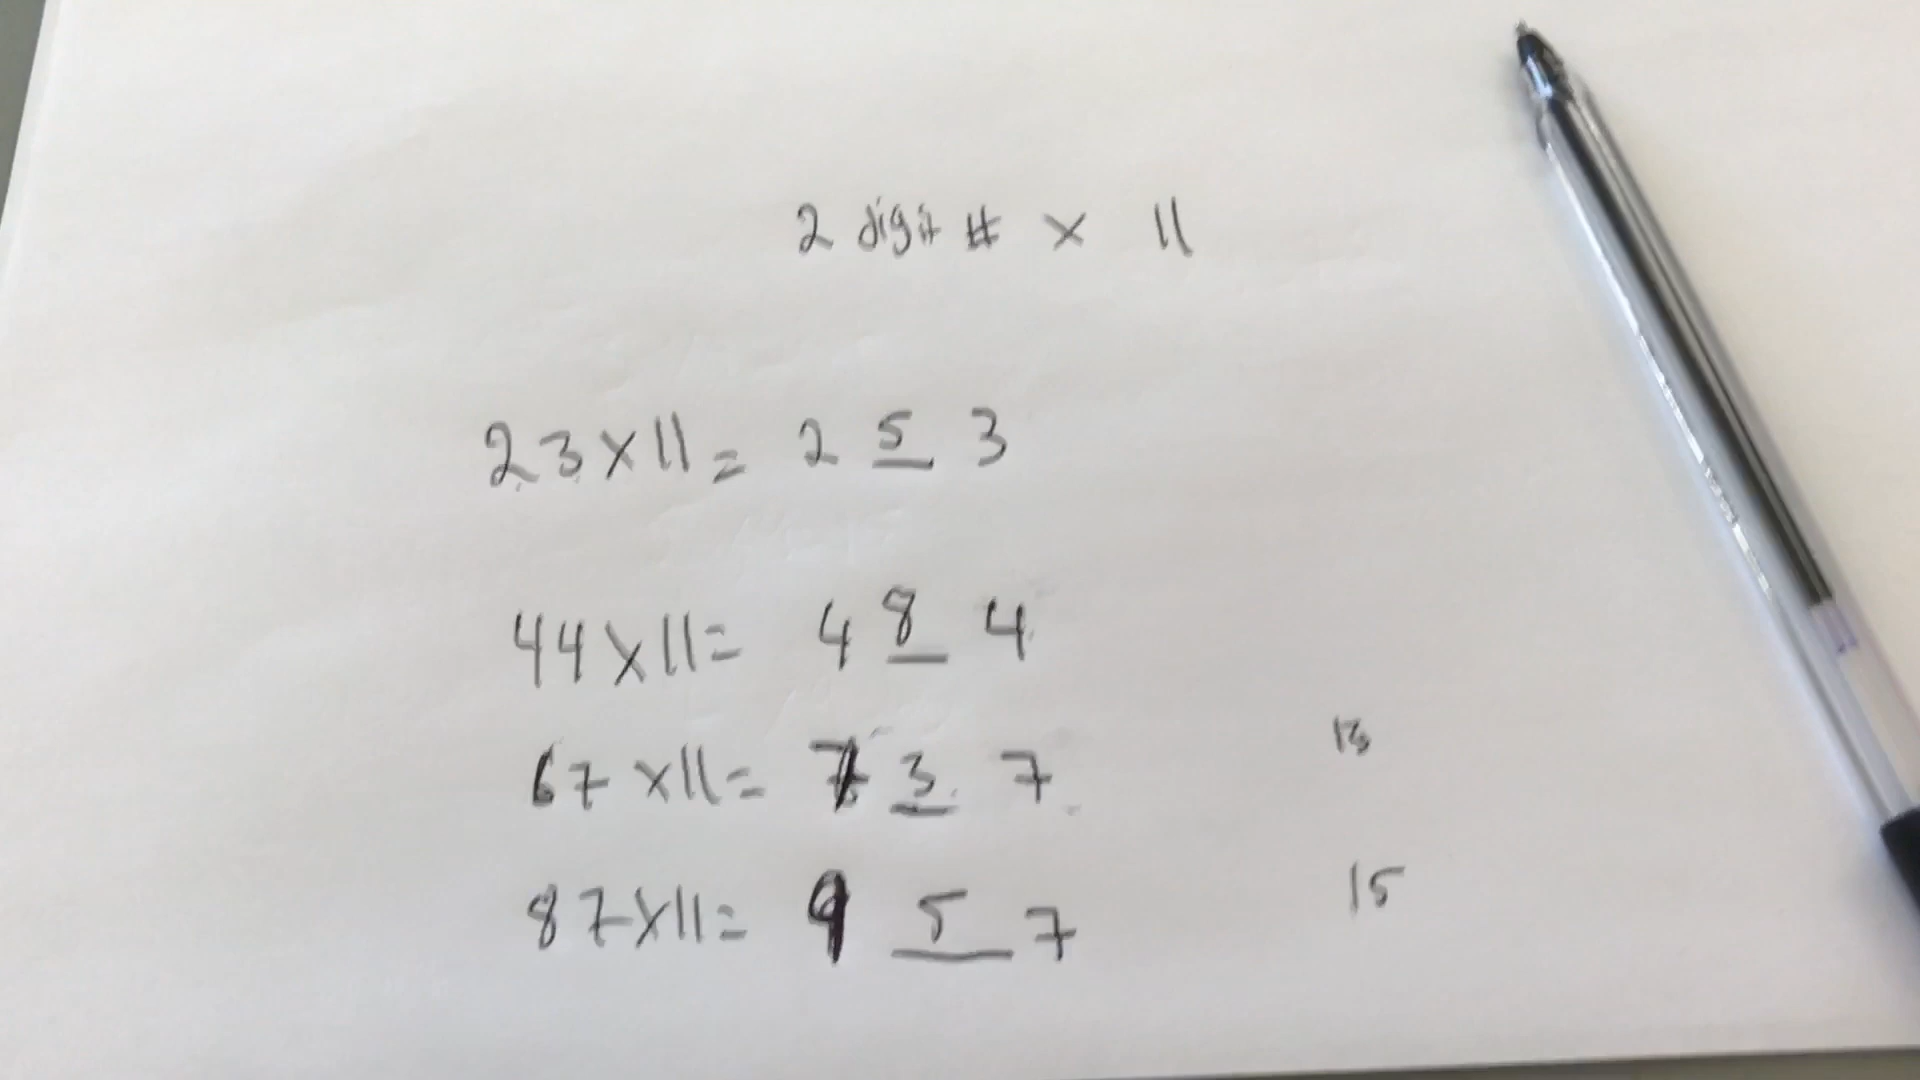 2 digit # x 11
23x11= 2 5 3
44x11= 4 8 4
13
67x11= 7 3 7
15
87x11= 9 5 7